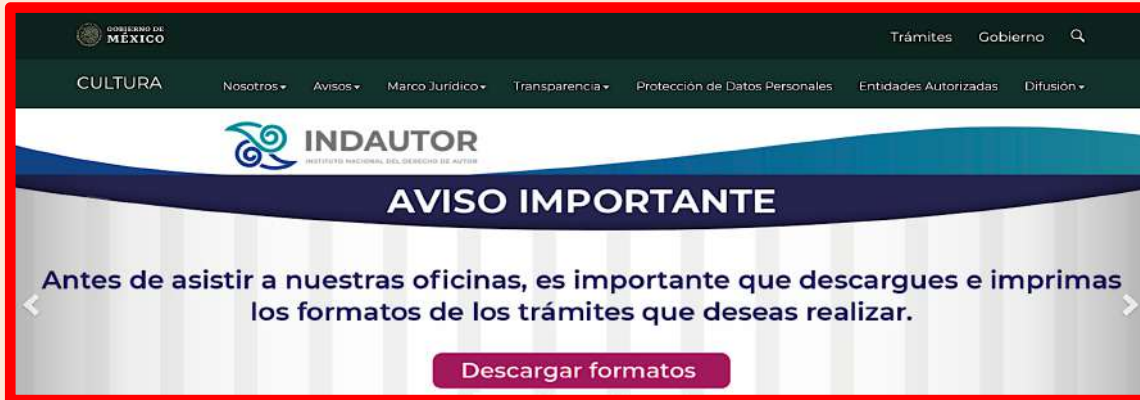 GOBIERNO DE
MÉXICO
Trámites Gobierno
CULTURA Nosotros Avisos Marco Jurídico Transparencia Protección de Datos Personales Entidades Autorizadas Difusión
INDAUTOR
INSTITUTO NACIONAL DEL DERECHO DE AUTOR
AVISO IMPORTANTE
Antes de asistir a nuestras oficinas, es importante que descargues e imprimas
los formatos de los trámites que deseas realizar.
Descargar formatos